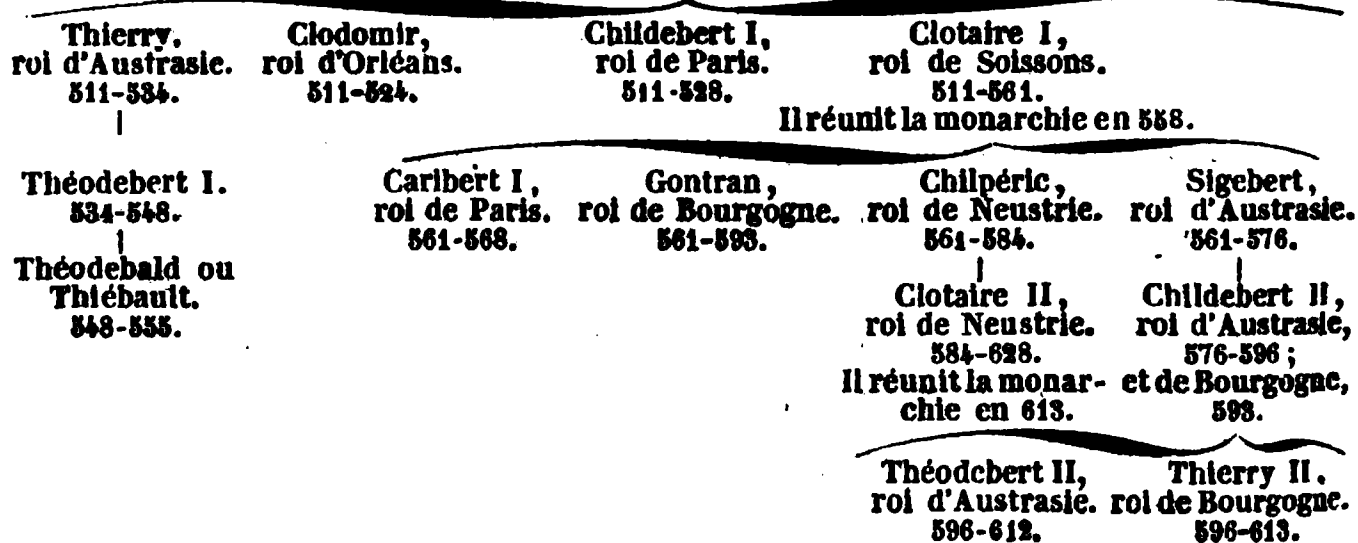 Thierry,
roi d'Austrasie.
511-534.
Clodomir,
roi d'Orléans.
511-524.
Childebert I,
roi de Paris.
511-528.
Clotaire I,
roi de Soissons.
511-561.
Il réunit la monarchie en 558.
Théodebert I.
534-548.
Théodebald ou
Thiébault.
548-555.
Caribert I,
roi de Paris.
561-568.
Gontran,
roi de Bourgogne.
561-593.
Chilpéric,
roi de Neustrie.
561-584.
Sigebert,
roi d'Austrasie.
561-576.
Clotaire II,
roi de Neustrie.
584-628.
Il réunit la monar-
chie en 613.
Childebert II,
roi d'Austrasie,
576-596 ;
et de Bourgogne,
593.
Théodebert II,
roi d'Austrasie.
596-612.
Thierry II.
roi de Bourgogne.
596-613.